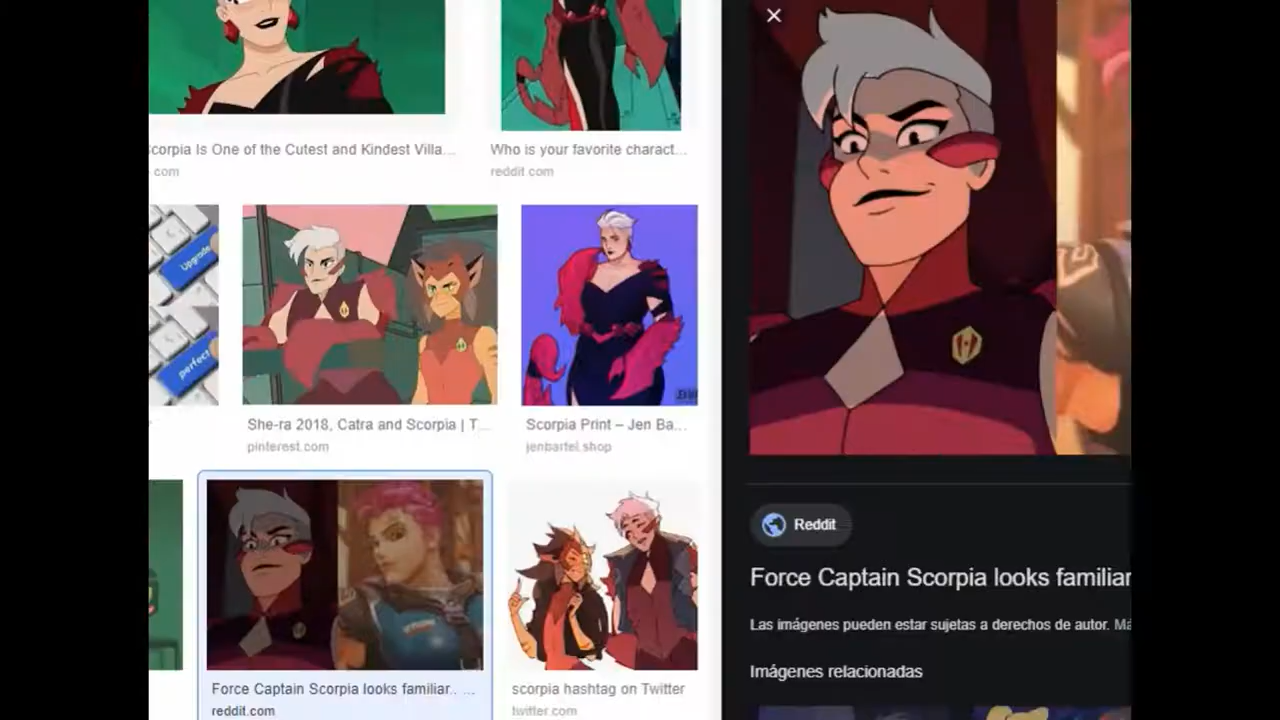 corpia Is One of the Cutest and Kindest Villa...
com
Who is your favorite charact...
reddit com
Upgrade
perfect
She-ra 2018, Catra and Scorpia | T...
pinterest.com
Scorpia Print – Jen Ba...
jenbartel.shop
Force Captain Scorpia looks familiar.. ...
reddit.com
scorpia hashtag on Twitter
twitter.com
Reddit
Force Captain Scorpia looks familiar
Las imágenes pueden estar sujetas a derechos de autor. Má
Imágenes relacionadas